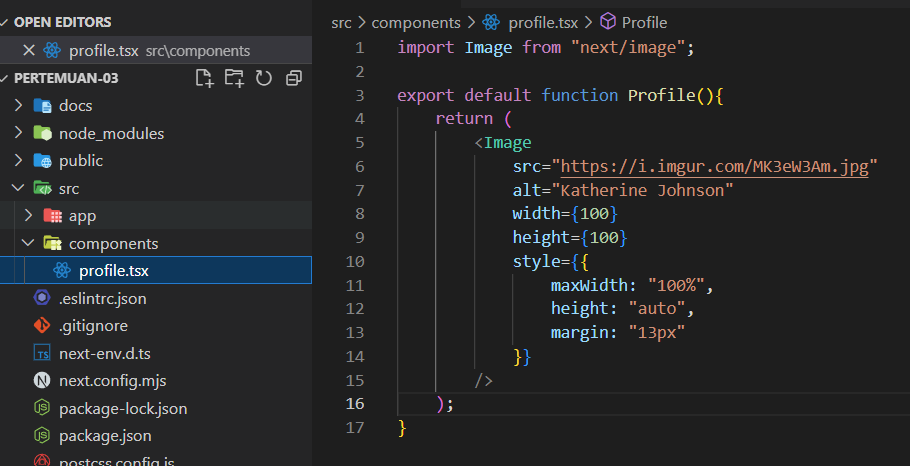 OPEN EDITORS
profile.tsx src\components
PERTEMUAN-03
docs
node_modules
public
src
app
components
profile.tsx
.eslintrc.json
.gitignore
next-env.d.ts
next.config.mjs
package-lock.json
package.json
postcss.config.js
src > components > profile.tsx > Profile
1 import Image from "next/image";
2
3 export default function Profile(){
4 return (
5 <Image
6 src="https://i.imgur.com/MK3eW3Am.jpg"
7 alt="Katherine Johnson"
8 width={100}
9 height={100}
10 style={{
11 maxWidth: "100%",
12 height: "auto",
13 margin: "13px"
14 }}
15 />
16 );
17 }